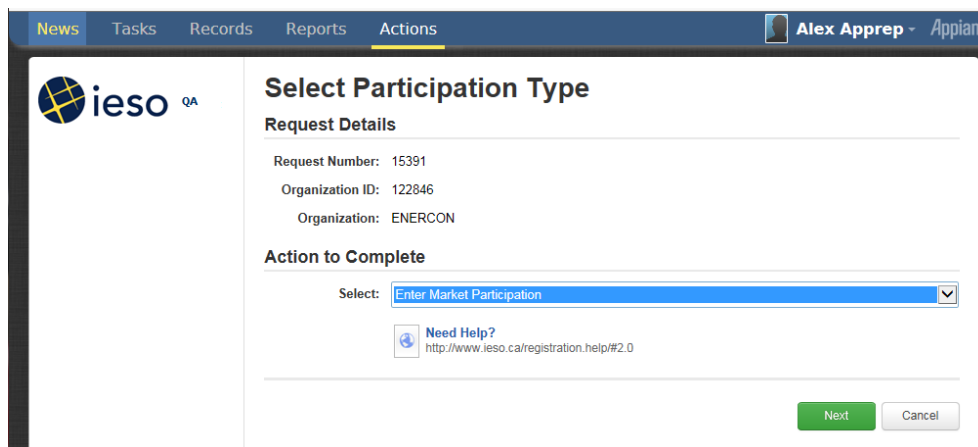 News Tasks Records Reports Actions Alex Apprep Appian
ieso QA
Select Participation Type
Request Details
Request Number: 15391
Organization ID: 122846
Organization: ENERCON
Action to Complete
Select: Enter Market Participation
Need Help?
http://www.ieso.ca/registration.help/#2.0
Next Cancel